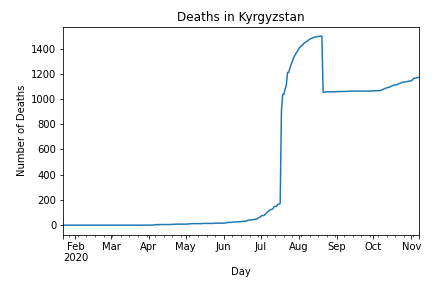 Deaths in Kyrgyzstan
Number of Deaths
1400
1200
1000
800
600
400
200
0
Feb Mar Apr May Jun Jul Aug Sep Oct Nov
2020
Day